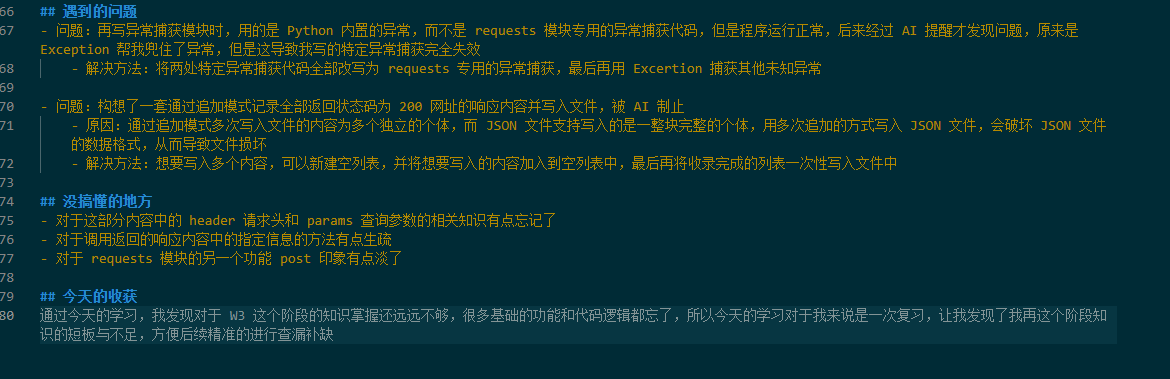 66 ## 遇到的问题
67 - 问题：再写异常捕获模块时，用的是 Python 内置的异常，而不是 requests 模块专用的异常捕获代码，但是程序运行正常，后来经过 AI 提醒才发现问题，原来是
Exception 帮我兜住了异常，但是这导致我写的特定异常捕获完全失效
68 - 解决方法：将两处特定异常捕获代码全部改写为 requests 专用的异常捕获，最后再用 Excertion 捕获其他未知异常
69
70 - 问题：构想了一套通过追加模式记录全部返回状态码为 200 网址的响应内容并写入文件，被 AI 制止
71 - 原因：通过追加模式多次写入文件的内容为多个独立的个体，而 JSON 文件支持写入的是一整块完整的个体，用多次追加的方式写入 JSON 文件，会破坏 JSON 文件
的数据格式，从而导致文件损坏
72 - 解决方法：想要写入多个内容，可以新建空列表，并将想要写入的内容加入到空列表中，最后再将收录完成的列表一次性写入文件中
73
74 ## 没搞懂的地方
75 - 对于这部分内容中的 header 请求头和 params 查询参数的相关知识有点忘记了
76 - 对于调用返回的响应内容中的指定信息的方法有点生疏
77 - 对于 requests 模块的另一个功能 post 印象有点淡了
78
79 ## 今天的收获
80 通过今天的学习，我发现对于 W3 这个阶段的知识掌握还远远不够，很多基础的功能和代码逻辑都忘了，所以今天的学习对于我来说是一次复习，让我发现了我再这个阶段知
识的短板与不足，方便后续精准的进行查漏补缺